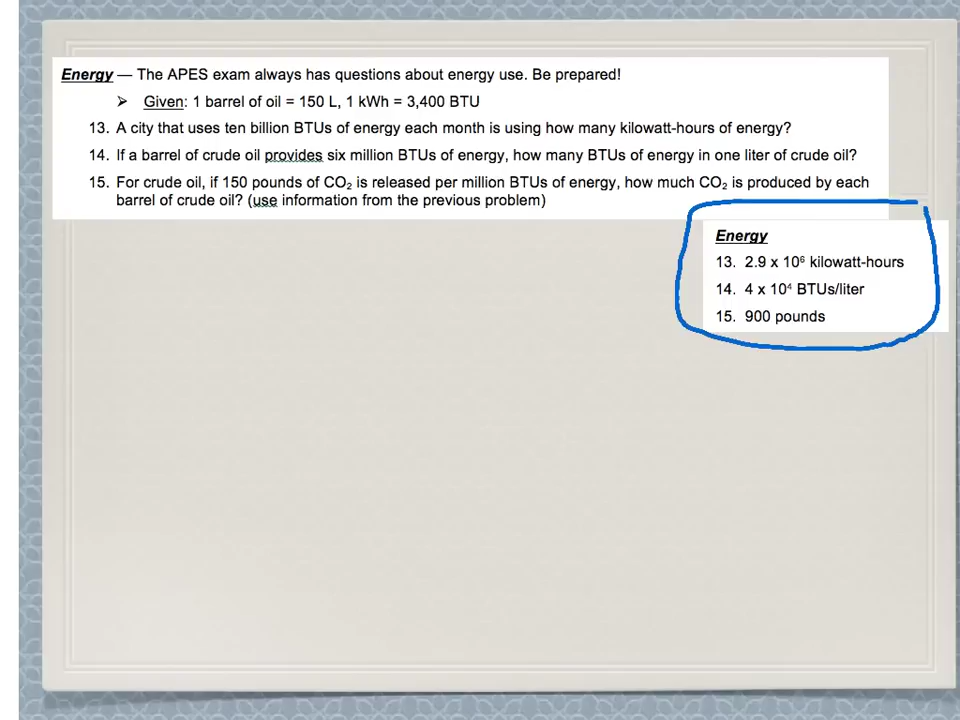 Energy — The APES exam always has questions about energy use. Be prepared!
➢ Given: 1 barrel of oil = 150 L, 1 kWh = 3,400 BTU
13. A city that uses ten billion BTUs of energy each month is using how many kilowatt-hours of energy?
14. If a barrel of crude oil provides six million BTUs of energy, how many BTUs of energy in one liter of crude oil?
15. For crude oil, if 150 pounds of CO₂ is released per million BTUs of energy, how much CO₂ is produced by each
barrel of crude oil? (use information from the previous problem)
Energy
13. 2.9 x 10⁶ kilowatt-hours
14. 4 x 10⁴ BTUs/liter
15. 900 pounds